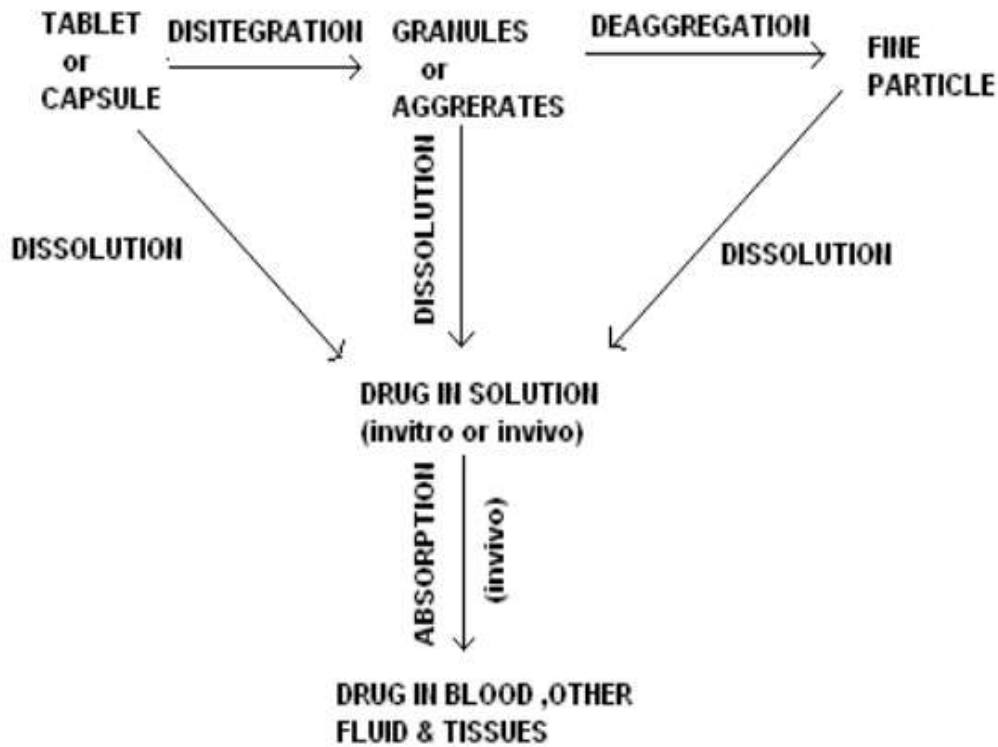 TABLET
or
CAPSULE
DISITEGRATION
GRANULES
or
AGGRERATES
DEAGGREGATION
FINE
PARTICLE
DISSOLUTION
DISSOLUTION
DISSOLUTION
DRUG IN SOLUTION
(invitro or invivo)
ABSORPTION
(invivo)
DRUG IN BLOOD ,OTHER
FLUID & TISSUES